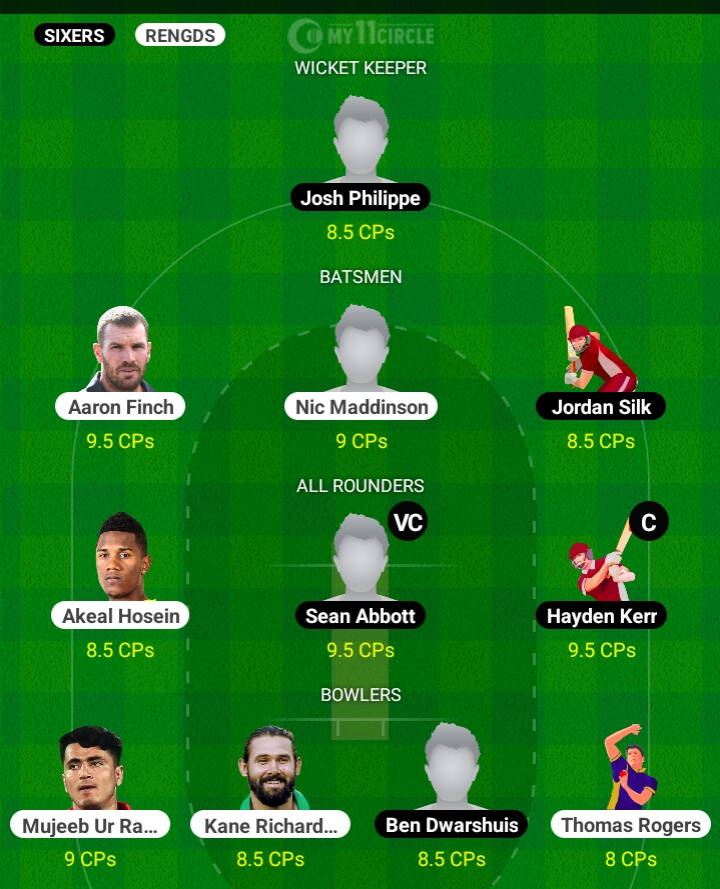 SIXERS RENGDS MY11CIRCLE
WICKET KEEPER
Josh Philippe
8.5 CPs
BATSMEN
Aaron Finch Nic Maddinson Jordan Silk
9.5 CPs 9 CPs 8.5 CPs
ALL ROUNDERS
VC C
Akeal Hosein Sean Abbott Hayden Kerr
8.5 CPs 9.5 CPs 9.5 CPs
BOWLERS
Mujeeb Ur Ra... Kane Richard... Ben Dwarshuis Thomas Rogers
9 CPs 8.5 CPs 8.5 CPs 8 CPs